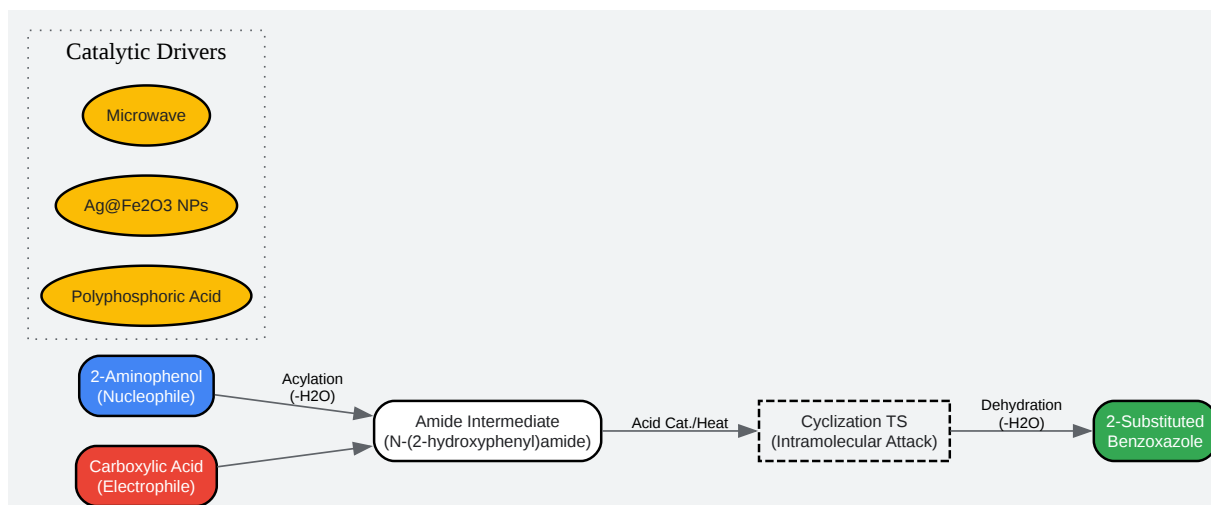 Catalytic Drivers
Microwave
Ag@Fe2O3 NPs
Polyphosphoric Acid
2-Aminophenol
(Nucleophile)
Acylation
(-H2O)
Carboxylic Acid
(Electrophile)
Amide Intermediate
(N-(2-hydroxyphenyl)amide)
Acid Cat./Heat
Cyclization TS
(Intramolecular Attack)
Dehydration
(-H2O)
2-Substituted
Benzoxazole